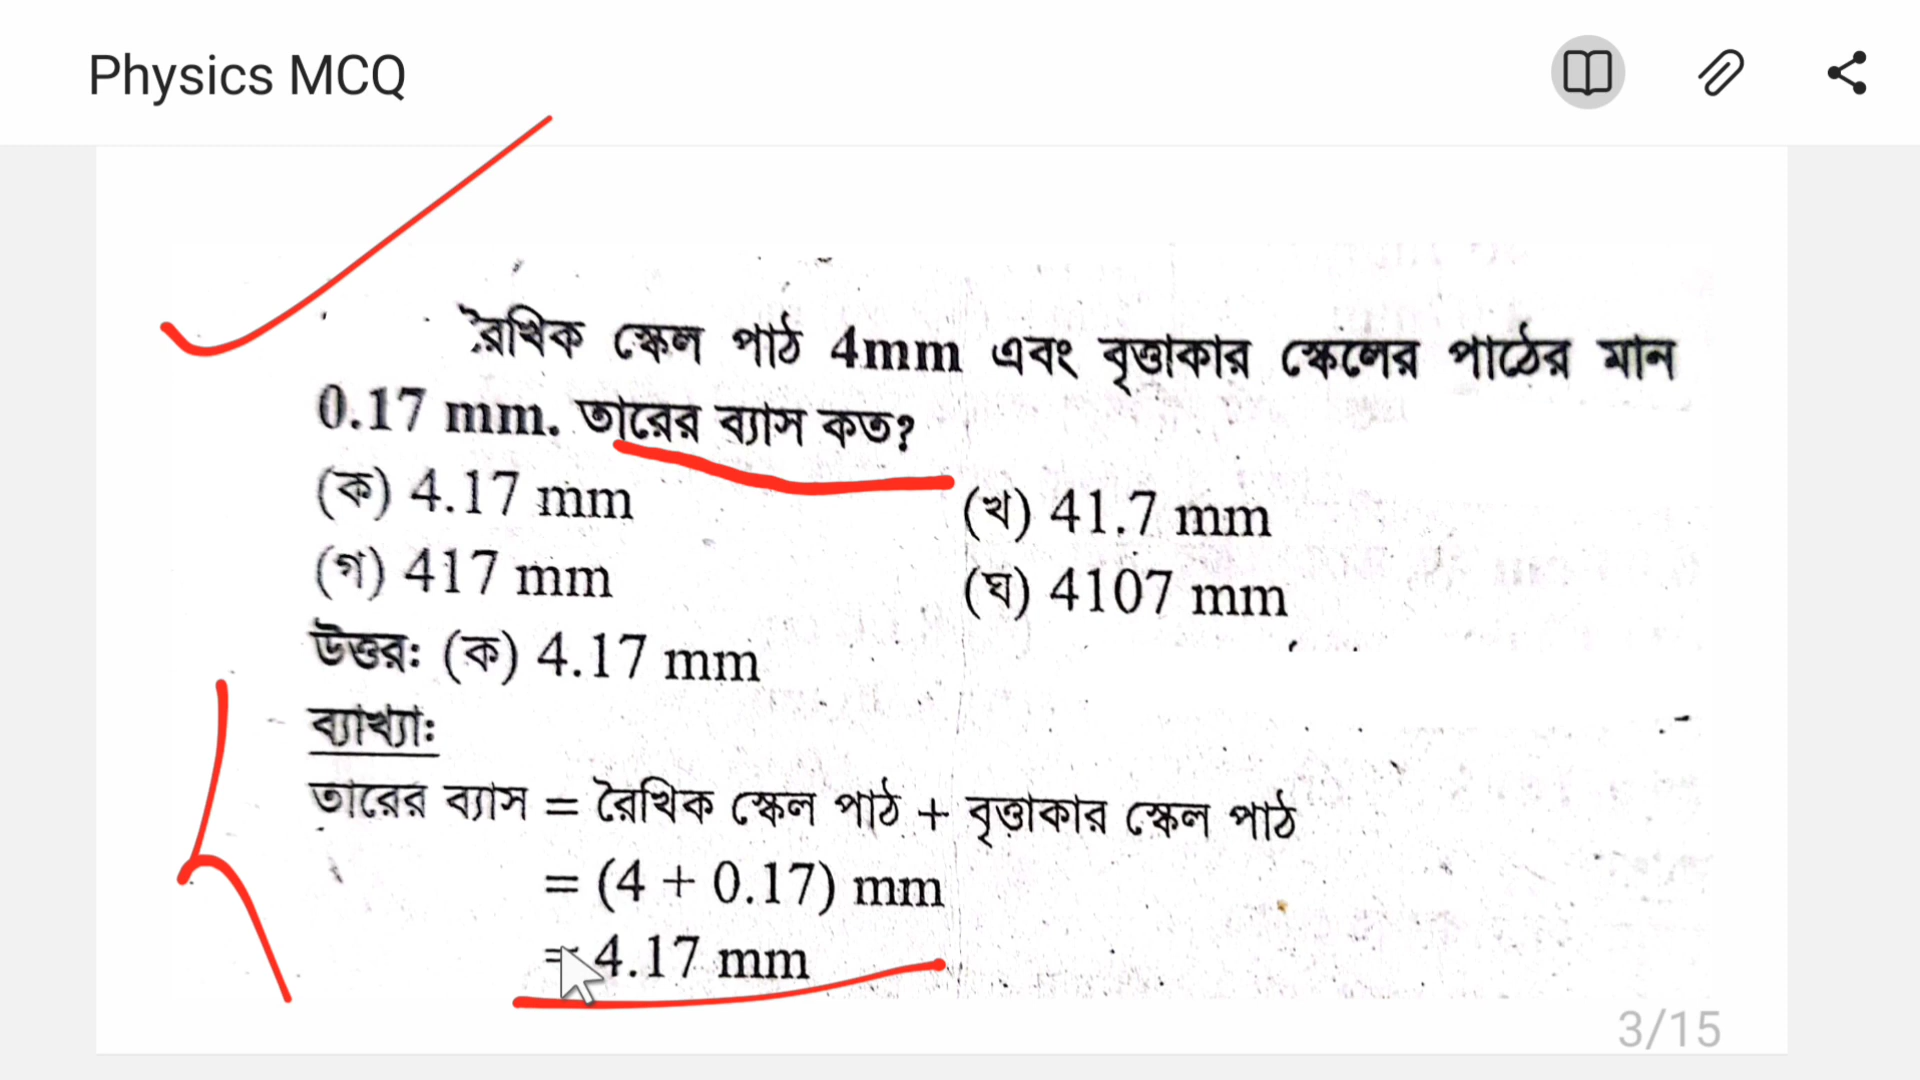 Physics MCQ
রৈখিক স্কেল পাঠ 4mm এবং বৃত্তাকার স্কেলের পাঠের মান
0.17 mm. তারের ব্যাস কত?
(ক) 4.17 mm (খ) 41.7 mm
(গ) 417 mm (ঘ) 4107 mm
উত্তরঃ (ক) 4.17 mm
ব্যাখ্যাঃ
তারের ব্যাস = রৈখিক স্কেল পাঠ + বৃত্তাকার স্কেল পাঠ
= (4 + 0.17) mm
= 4.17 mm
3/15